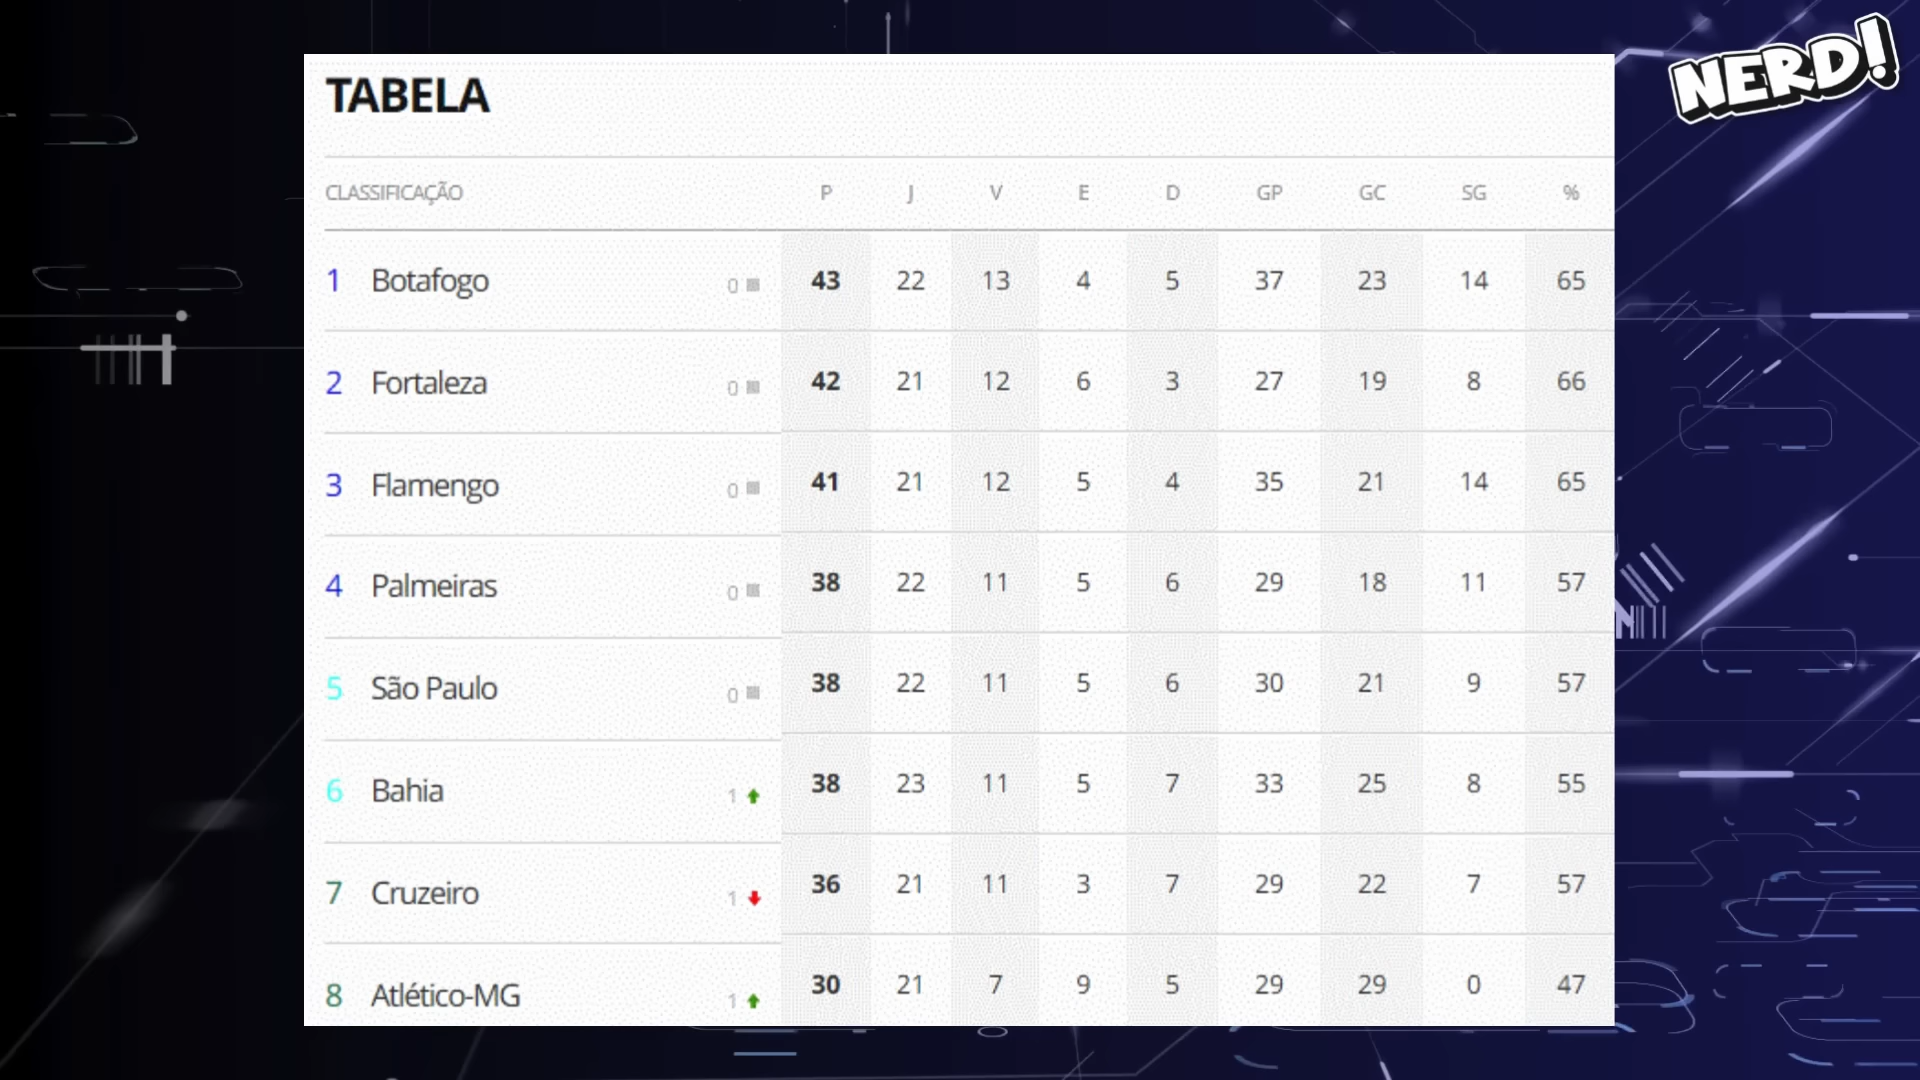 NERD!
TABELA
CLASSIFICAÇÃO P J V E D GP GC SG %
1 Botafogo 0 43 22 13 4 5 37 23 14 65
2 Fortaleza 0 42 21 12 6 3 27 19 8 66
3 Flamengo 0 41 21 12 5 4 35 21 14 65
4 Palmeiras 0 38 22 11 5 6 29 18 11 57
5 São Paulo 0 38 22 11 5 6 30 21 9 57
6 Bahia 1 38 23 11 5 7 33 25 8 55
7 Cruzeiro 1 36 21 11 3 7 29 22 7 57
8 Atlético-MG 1 30 21 7 9 5 29 29 0 47